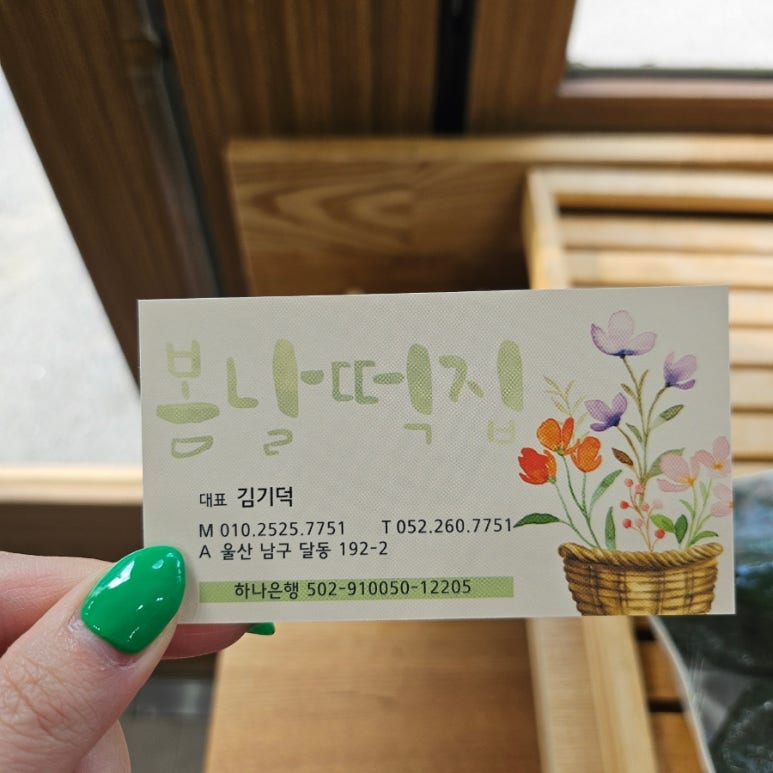 봄날떡집
대표 김기덕
M 010.2525.7751 T 052.260.7751
A 울산 남구 달동 192-2
하나은행 502-910050-12205